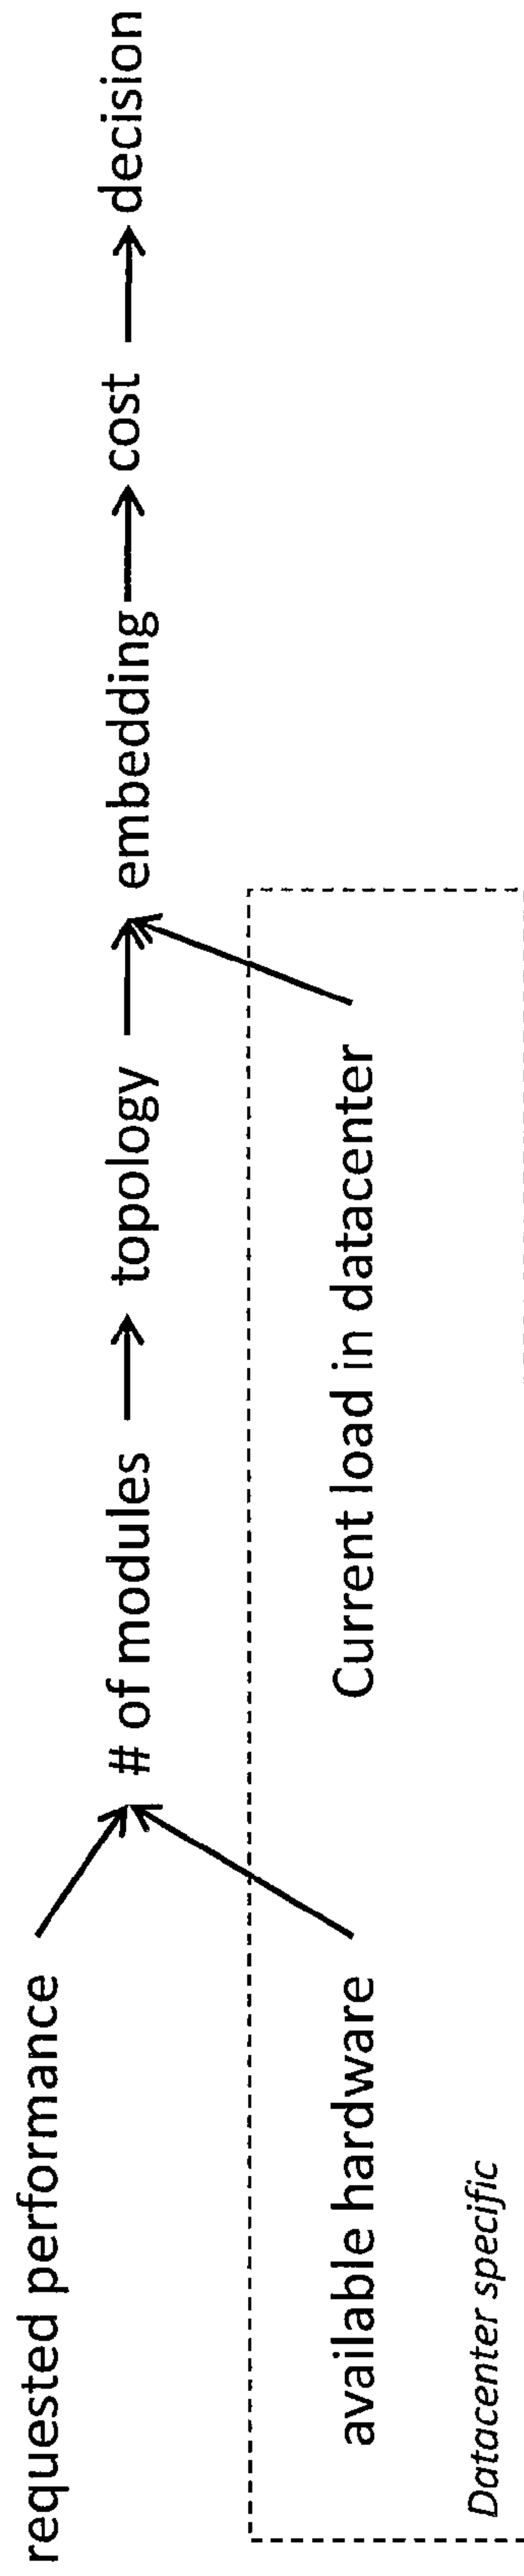 requested performance
# of modules
topology
embedding
cost
decision
available hardware
Current load in datacenter
Datacenter specific